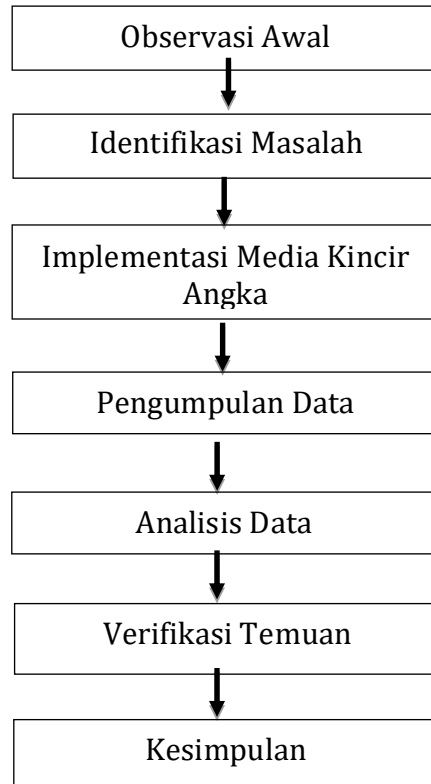 Observasi Awal
Identifikasi Masalah
Implementasi Media Kincir
Angka
Pengumpulan Data
Analisis Data
Verifikasi Temuan
Kesimpulan